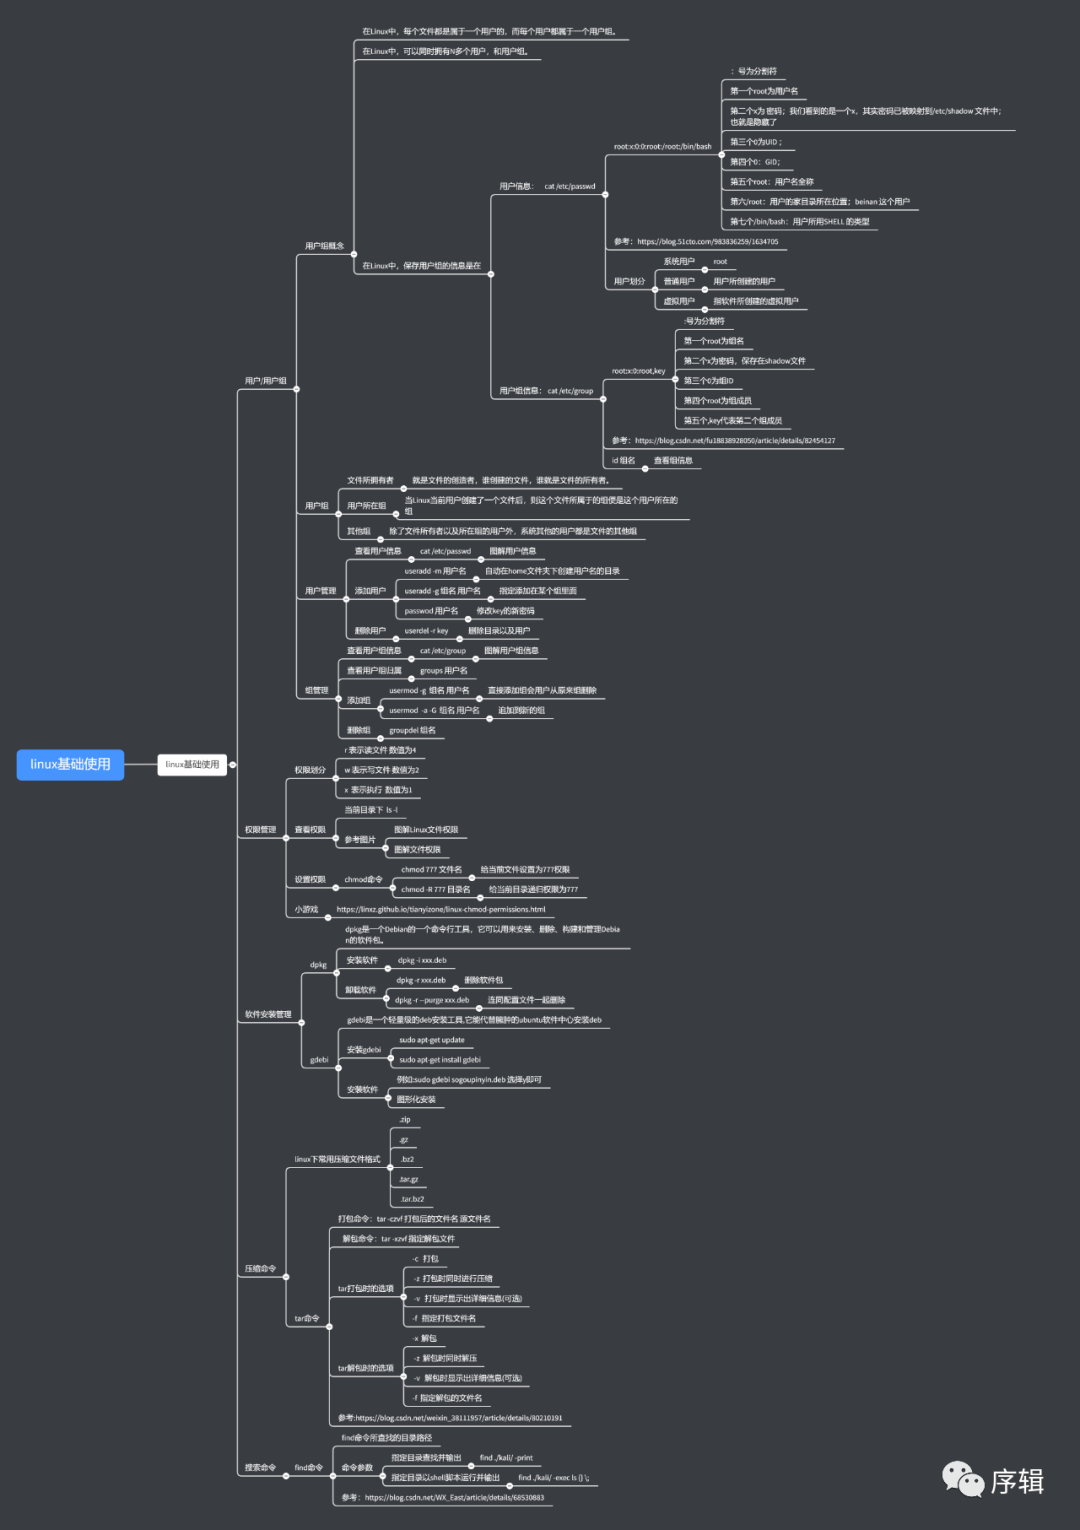 在Linux中，每个文件都是属于一个用户的，而每个用户都属于一个用户组。
在Linux中，可以同时拥有N多个用户，和用户组。
：号为分割符
第一个root为用户名
第二个x为 密码；我们看到的是一个x，其实密码已被映射到/etc/shadow 文件中；
也就是隐藏了
root:x:0:0:root:/root:/bin/bash
第三个0为UID；
第四个0：GID；
用户信息： cat /etc/passwd
第五个root：用户名全称
第六/root：用户的家目录所在位置；beinan 这个用户
第七个/bin/bash：用户所用SHELL 的类型
参考：https://blog.51cto.com/983836259/1634705
用户组概念
系统用户 root
在Linux中，保存用户组的信息是在
用户划分 普通用户 用户所创建的用户
虚拟用户 指软件所创建的虚拟用户
:号为分割符
第一个root为组名
第二个x为密码，保存在shadow文件
root:x:0:root,key
第三个0为组ID
用户/用户组
用户组信息： cat /etc/group
第四个root为组成员
第五个,key代表第二个组成员
参考：https://blog.csdn.net/fu18838928050/article/details/82454127
id 组名 查看组信息
文件所拥有者 就是文件的创造者，谁创建的文件，谁就是文件的所有者。
用户组 用户所在组 当Linux当前用户创建了一个文件后，则这个文件所属于的组便是这个用户所在的
组
其他组 除了文件所有者以及所在组的用户外，系统其他的用户都是文件的其他组
查看用户信息 cat /etc/passwd 图解用户信息
useradd -m 用户名 自动在home文件夹下创建用户名的目录
用户管理 添加用户 useradd -g 组名 用户名 指定添加在某个组里面
passwod 用户名 修改key的新密码
删除用户 userdel -r key 删除目录以及用户
查看用户组信息 cat /etc/group 图解用户组信息
查看用户组归属 groups 用户名
组管理 usermod -g 组名 用户名 直接添加组会用户从原来组删除
添加组
usermod -a -G 组名 用户名 追加到新的组
删除组 groupdel 组名
linux基础使用
linux基础使用
r 表示读文件 数值为4
权限划分 w 表示写文件 数值为2
x 表示执行 数值为1
当前目录下 ls -l
权限管理 查看权限 图解Linux文件权限
参考图片
图解文件权限
chmod 777 文件名 给当前文件设置为777权限
设置权限 chmod命令
chmod -R 777 目录名 给当前目录递归权限为777
小游戏 https://linxz.github.io/tianyizone/linux-chmod-permissions.html
dpkg是一个Debian的一个命令行工具，它可以用来安装、删除、构建和管理Debia
n的软件包。
dpkg 安装软件 dpkg -i xxx.deb
dpkg -r xxx.deb 删除软件包
卸载软件
dpkg -r --purge xxx.deb 连同配置文件一起删除
软件安装管理
gdebi是一个轻量级的deb安装工具,它能代替臃肿的ubuntu软件中心安装deb
sudo apt-get update
安装gdebi
gdebi sudo apt-get install gdebi
例如:sudo gdebi sogoupinyin.deb 选择y即可
安装软件
图形化安装
.zip
.gz
linux下常用压缩文件格式 .bz2
.tar.gz
.tar.bz2
打包命令：tar -czvf 打包后的文件名 源文件名
解包命令：tar -xzvf 指定解包文件
压缩命令
-c 打包
-z 打包时同时进行压缩
tar打包时的选项
-v 打包时显示出详细信息(可选)
-f 指定打包文件名
tar命令
-x 解包
-z 解包时同时解压
tar解包时的选项
-v 解包时显示出详细信息(可选)
-f 指定解包的文件名
参考:https://blog.csdn.net/weixin_38111957/article/details/80210191
find命令所查找的目录路径
指定目录查找并输出 find ./kali/ -print
搜索命令 find命令 命令参数
指定目录以shell脚本运行并输出 find ./kali/ -exec ls {} \;
参考：https://blog.csdn.net/WX_East/article/details/68530883
序辑